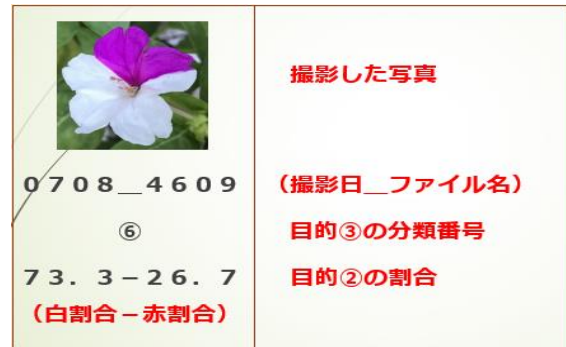 撮影した写真
0708__4609
（撮影日__ファイル名）
⑥
目的③の分類番号
73．3－26．7
目的②の割合
（白割合－赤割合）